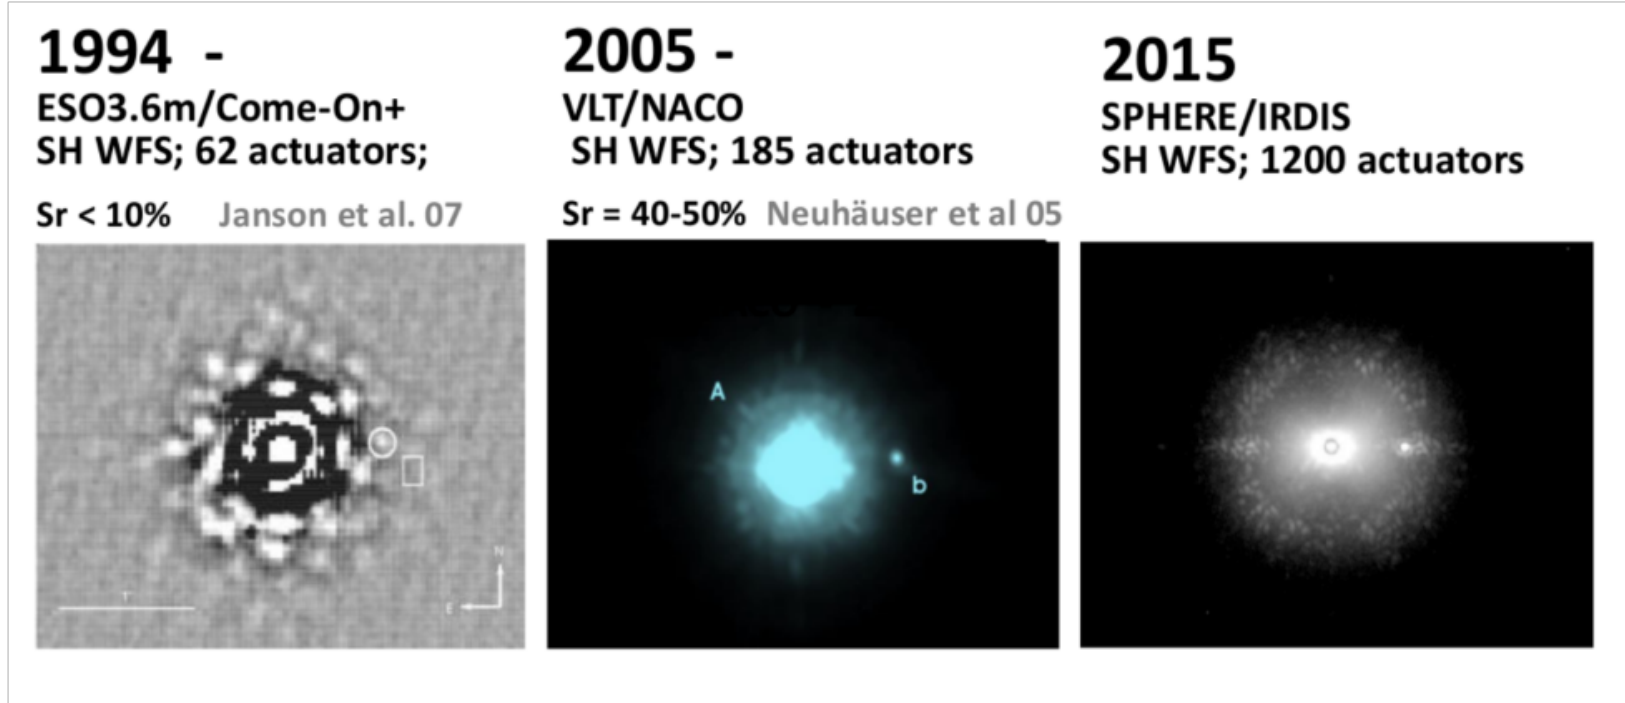 1994 -
ESO3.6m/Come-On+
SH WFS; 62 actuators;
Sr < 10% Janson et al. 07
1"
N
E
2005 -
VLT/NACO
SH WFS; 185 actuators
Sr = 40-50% Neuhäuser et al 05
A
b
2015
SPHERE/IRDIS
SH WFS; 1200 actuators